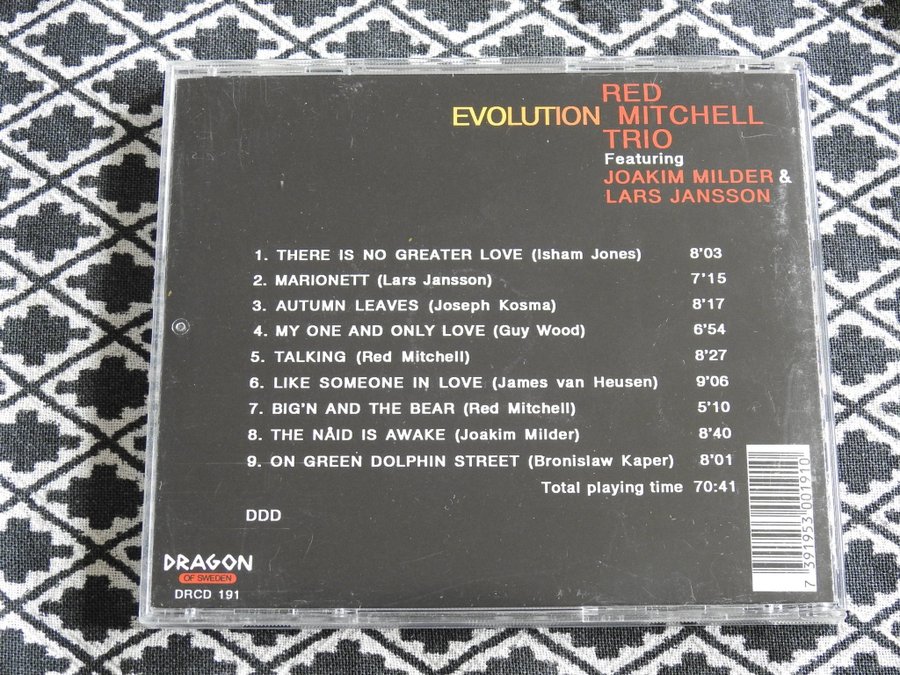 RED
EVOLUTION MITCHELL
TRIO
Featuring
JOAKIM MILDER &
LARS JANSSON
1. THERE IS NO GREATER LOVE (Isham Jones) 8'03
2. MARIONETT (Lars Jansson) 7'15
3. AUTUMN LEAVES (Joseph Kosma) 8'17
4. MY ONE AND ONLY LOVE (Guy Wood) 6'54
5. TALKING (Red Mitchell) 8'27
6. LIKE SOMEONE IN LOVE (James van Heusen) 9'06
7. BIG'N AND THE BEAR (Red Mitchell) 5'10
8. THE NÅID IS AWAKE (Joakim Milder) 8'40
9. ON GREEN DOLPHIN STREET (Bronislaw Kaper) 8'01
Total playing time 70:41
DDD
DRAGON
OF SWEDEN
DRCD 191
7 391953 001910